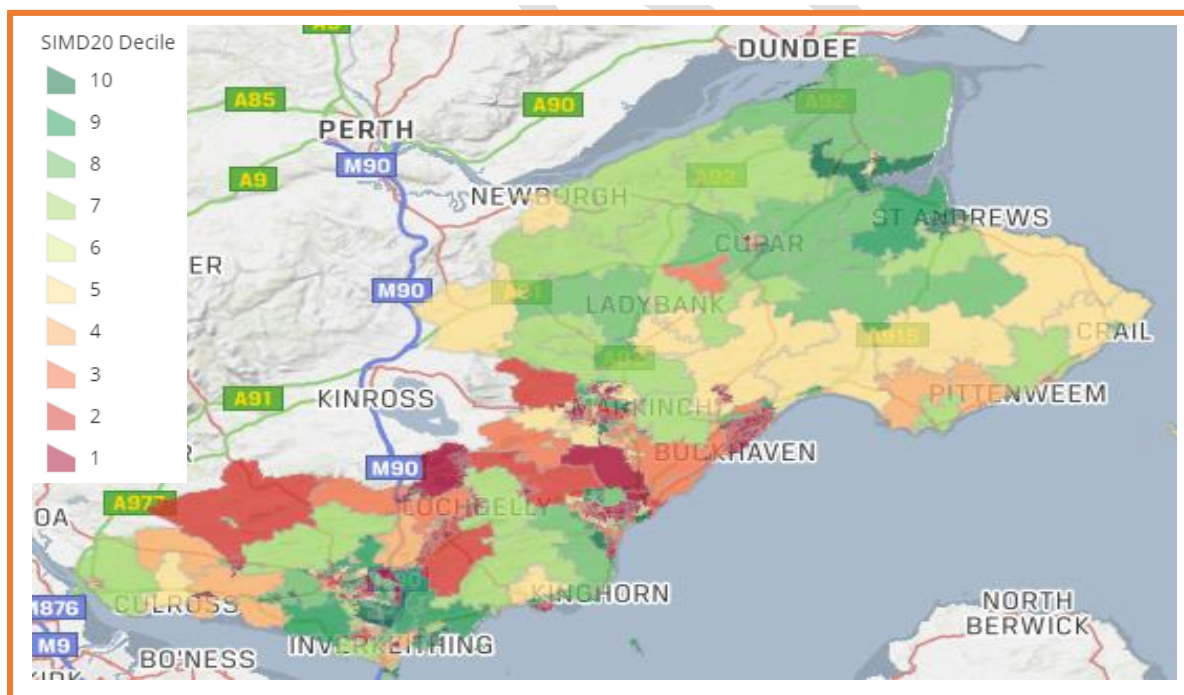 SIMD20 Decile
10
9
8
7
6
5
4
3
2
1
DUNDEE
A85
A90
A92
PERTH
M90
A9
A92
NEWBURGH
ST ANDREWS
CUPAR
ER
M90
A91
LADYBANK
CRAIL
A915
KINROSS
A91
MARKINCH
PITTENWEEM
BUCKHAVEN
M90
A977
LOCHGELLY
OA
KINGHORN
CULROSS
M876
NORTH
BERWICK
M9
INVERKEITHING
BO'NESS